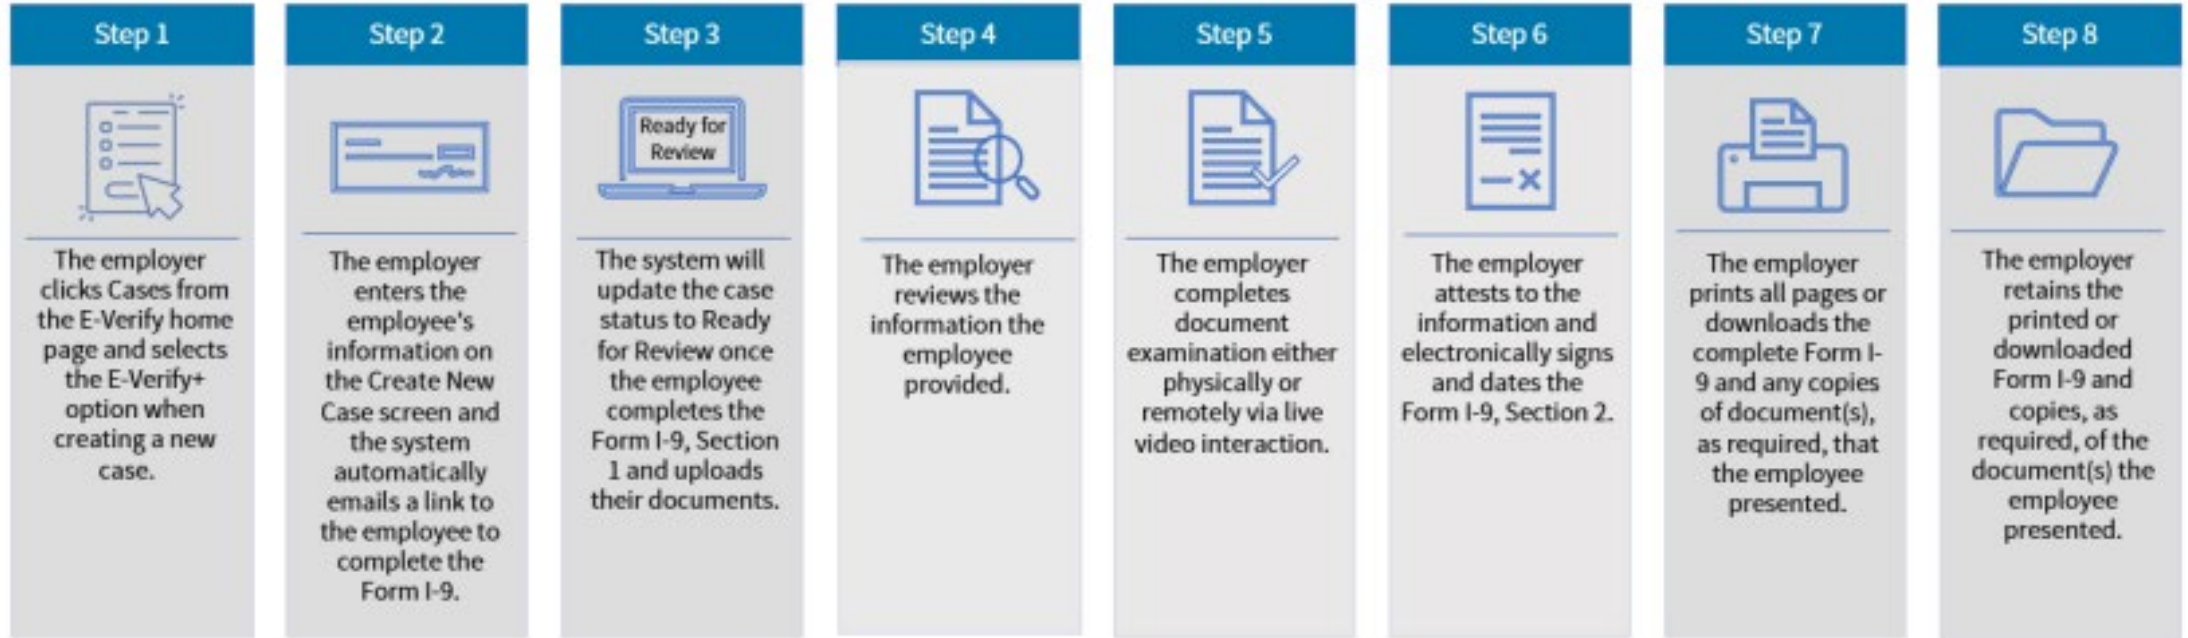 Step 1
The employer
clicks Cases from
the E-Verify home
page and selects
the E-Verify+
option when
creating a new
case.
Step 2
The employer
enters the
employee's
information on
the Create New
Case screen and
the system
automatically
emails a link to
the employee to
complete the
Form I-9.
Step 3
Ready for
Review
The system will
update the case
status to Ready
for Review once
the employee
completes the
Form I-9, Section
1 and uploads
their documents.
Step 4
The employer
reviews the
information the
employee
provided.
Step 5
The employer
completes
document
examination either
physically or
remotely via live
video interaction.
Step 6
The employer
attests to the
information and
electronically signs
and dates the
Form I-9, Section 2.
Step 7
The employer
prints all pages or
downloads the
complete Form I-
9 and any copies
of document(s),
as required, that
the employee
presented.
Step 8
The employer
retains the
printed or
downloaded
Form I-9 and
copies, as
required, of the
document(s) the
employee
presented.